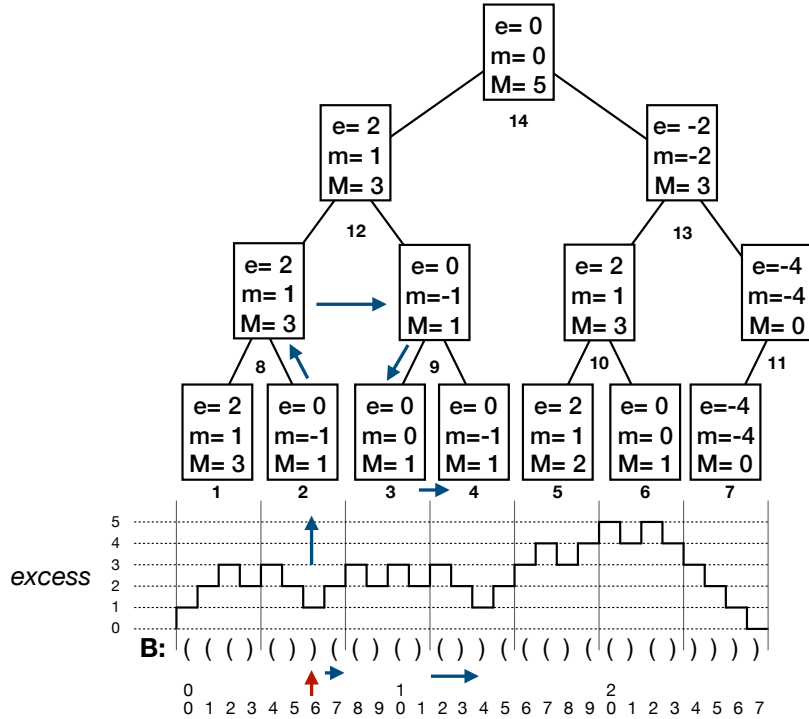 e= 0
m= 0
M= 5
14
e= 2
m= 1
M= 3
12
e= -2
m=-2
M= 3
13
e= 2
m= 1
M= 3
8
e= 0
m=-1
M= 1
9
e= 2
m= 1
M= 3
10
e=-4
m=-4
M= 0
11
e= 2
m= 1
M= 3
1
e= 0
m=-1
M= 1
2
e= 0
m= 0
M= 1
3
e= 0
m=-1
M= 1
4
e= 2
m= 1
M= 2
5
e= 0
m= 0
M= 1
6
e=-4
m=-4
M= 0
7
excess
5
4
3
2
1
0
B: ( ( ( ) ( ) ) ( ( ) ( ) ( ) ) ( ( ( ) ( ( ) ( ) ) ) ) )
0 1 2
0 1 2 3 4 5 6 7 8 9 0 1 2 3 4 5 6 7 8 9 0 1 2 3 4 5 6 7